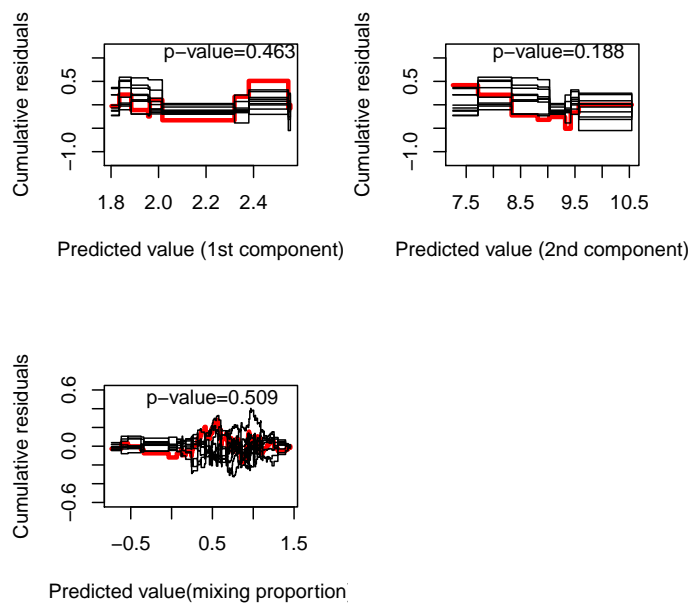 p−value=0.463
Cumulative residuals
0.5
−1.0
1.8 2.0 2.2 2.4
Predicted value (1st component)
p−value=0.188
Cumulative residuals
0.5
−1.0
7.5 8.5 9.5 10.5
Predicted value (2nd component)
p−value=0.509
Cumulative residuals
0.6
0.0
−0.6
−0.5 0.5 1.5
Predicted value(mixing proportion